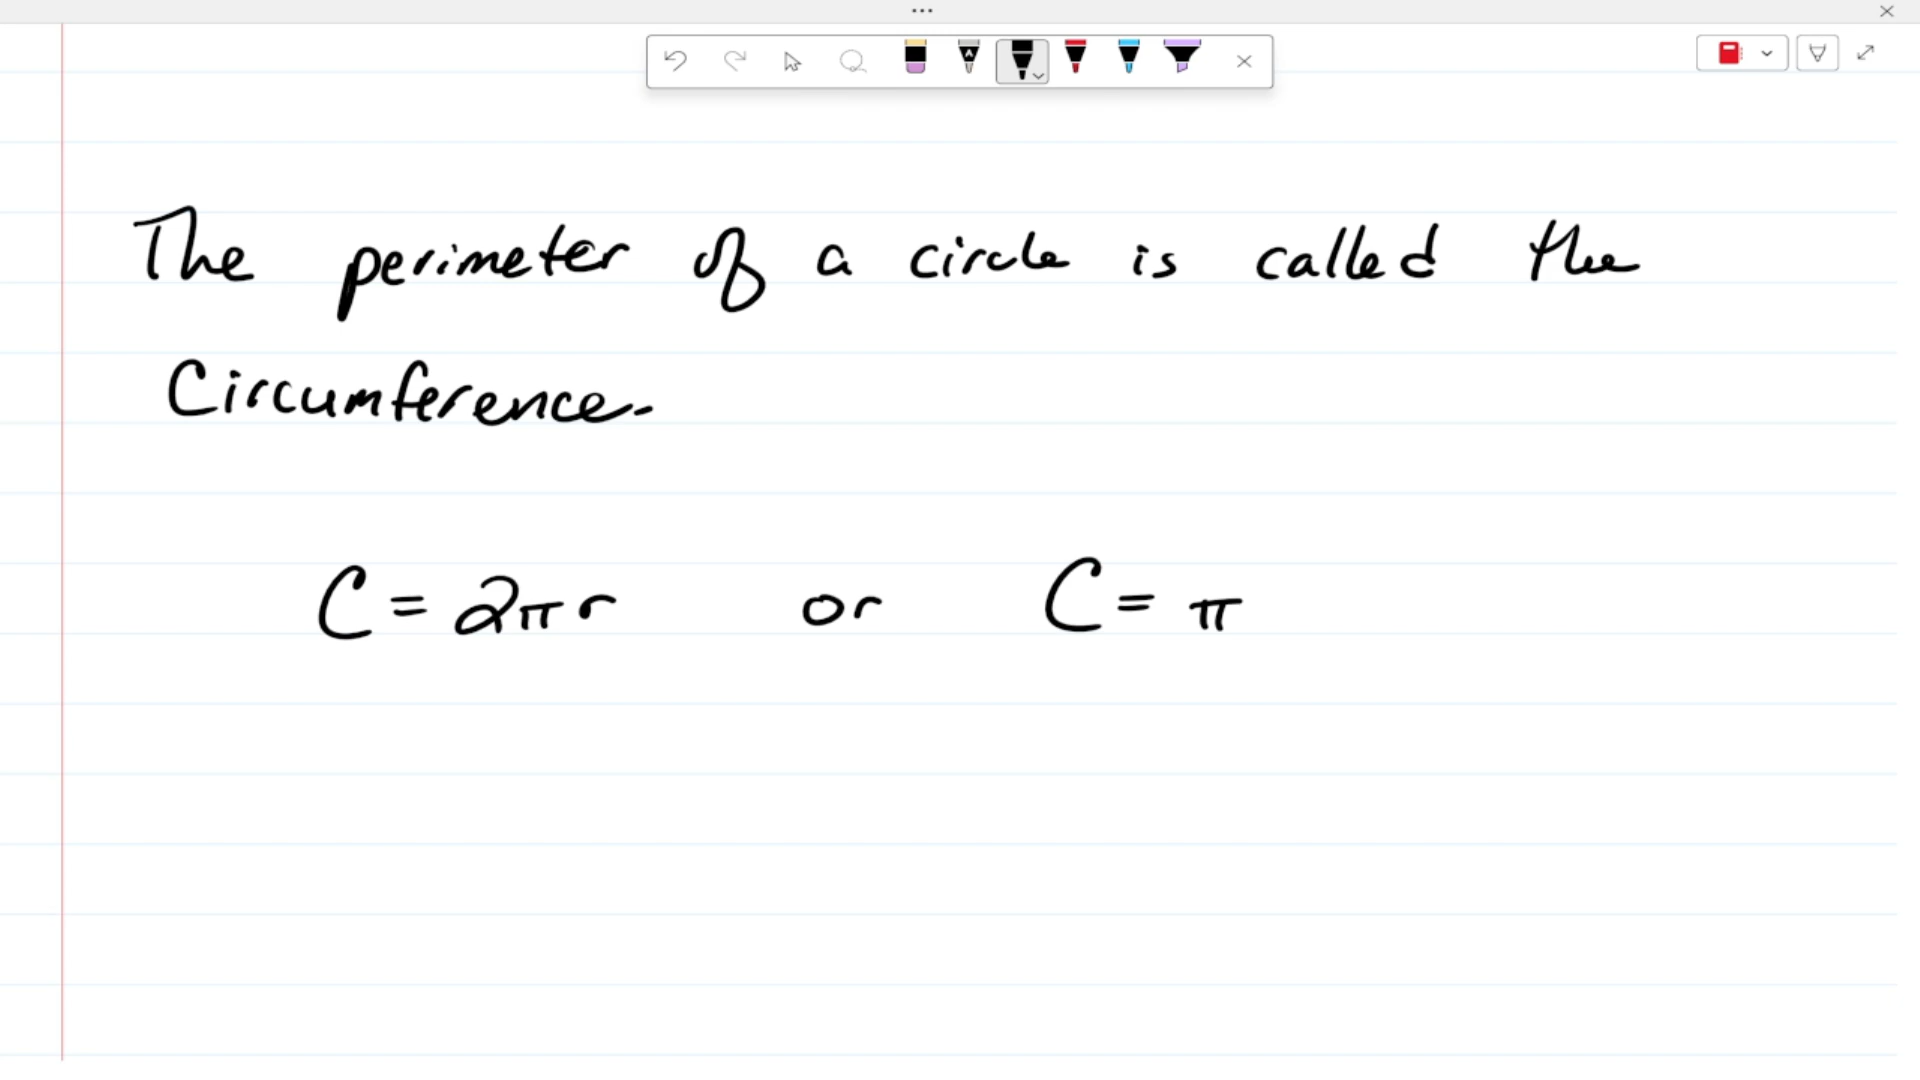 The perimeter of a circle is called the
Circumference.
C = 2πr or C = π